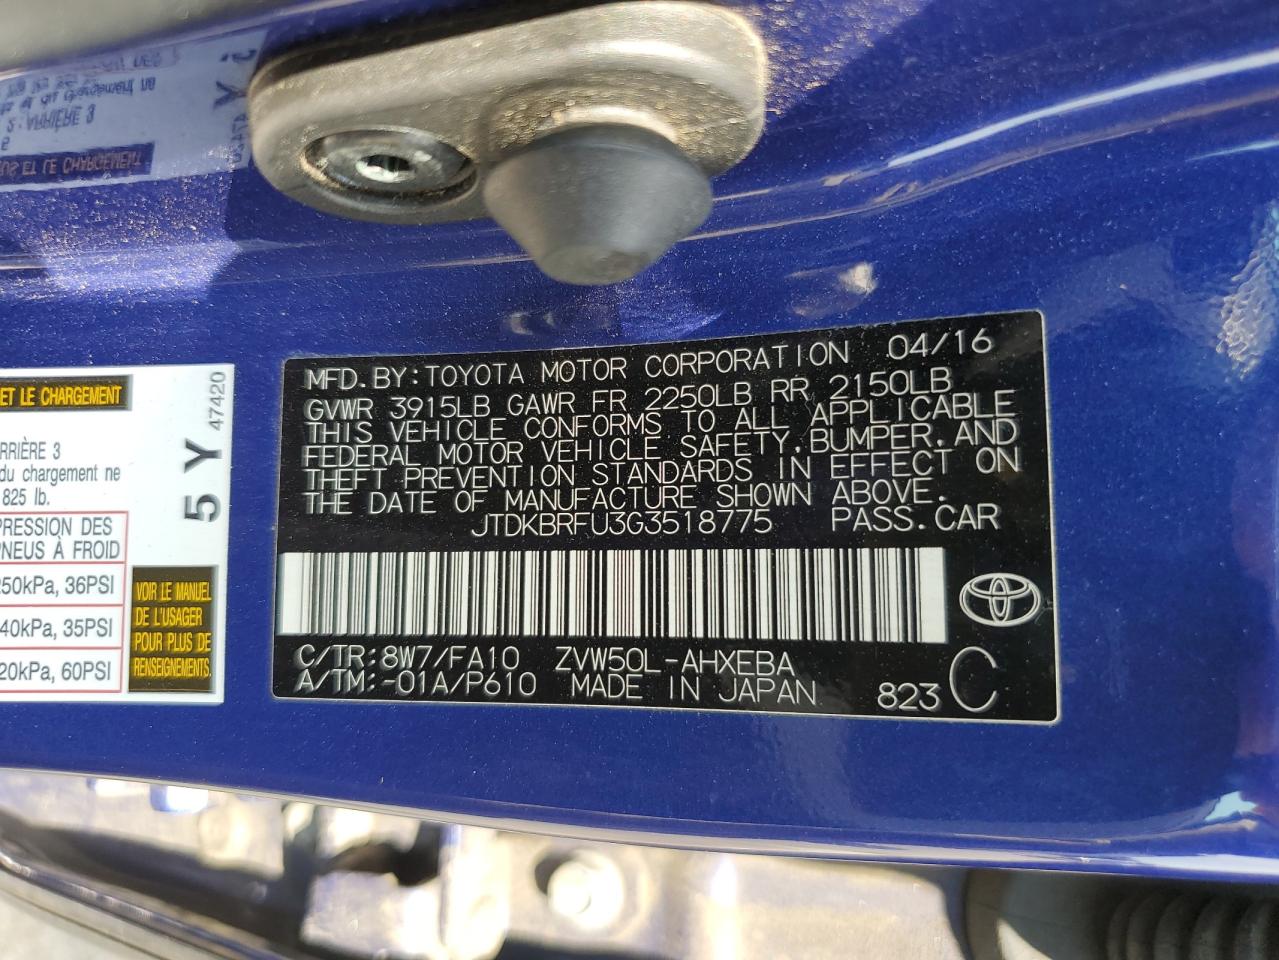 MFD. BY: TOYOTA MOTOR CORPORATION 04/16
GVWR 3915LB GAWR FR 2250LB RR 2150LB
THIS VEHICLE CONFORMS TO ALL APPLICABLE
FEDERAL MOTOR VEHICLE SAFETY, BUMPER, AND
THEFT PREVENTION STANDARDS IN EFFECT ON
THE DATE OF MANUFACTURE SHOWN ABOVE.
JTDKBRFU3G3518775 PASS. CAR
C/TR: 8W7/FA10 ZVW50L-AHXEBA
A/TM: -01A/P610 MADE IN JAPAN 823 C
ET LE CHARGEMENT
RRIÈRE 3
du chargement ne
825 lb.
PRESSION DES
PNEUS À FROID
250kPa, 36PSI
240kPa, 35PSI
420kPa, 60PSI
5 Y 47420
VOIR LE MANUEL
DE L'USAGER
POUR PLUS DE
RENSEIGNEMENTS.